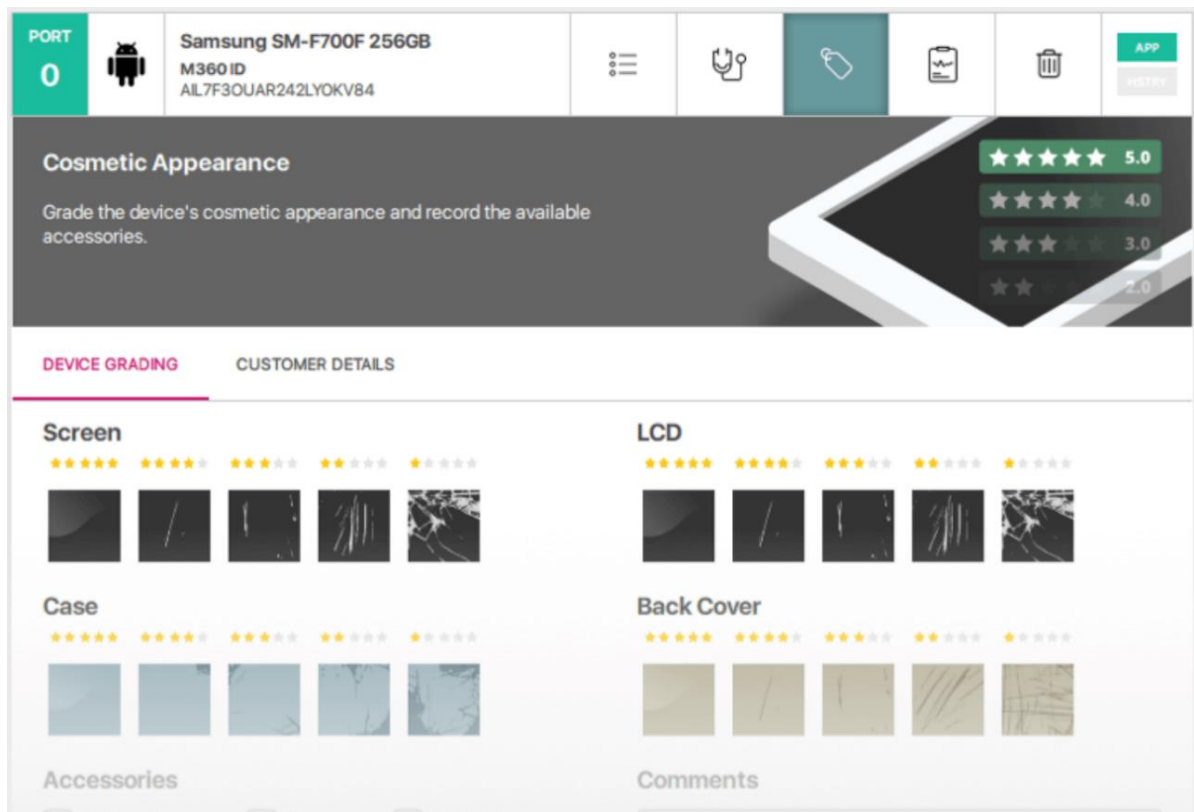 PORT
0
Samsung SM-F700F 256GB
M360 ID
AIL7F3OUAR242LYOKV84
APP
HSTRY
Cosmetic Appearance
Grade the device's cosmetic appearance and record the available
accessories.
5.0
4.0
3.0
2.0
DEVICE GRADING
CUSTOMER DETAILS
Screen
LCD
Case
Back Cover
Accessories
Comments